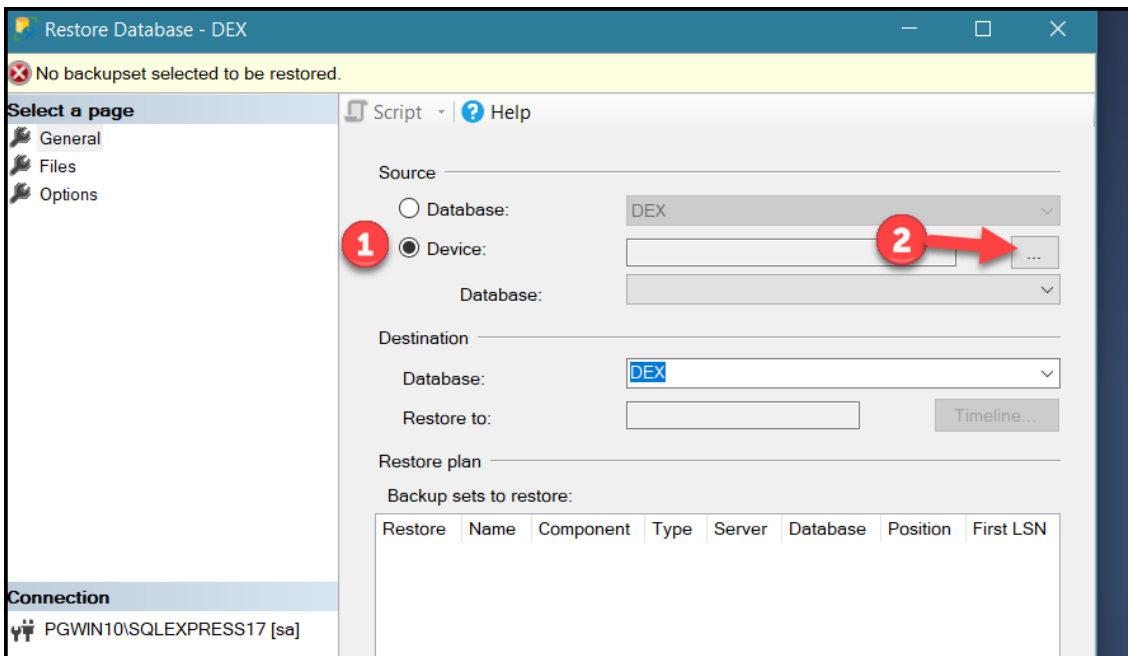 Restore Database - DEX
No backupset selected to be restored.
Select a page
General
Files
Options
Script Help
Source
Database: DEX
1 Device: 2 ...
Database:
Destination
Database: DEX
Restore to: Timeline...
Restore plan
Backup sets to restore:
Restore Name Component Type Server Database Position First LSN
Connection
PGWIN10\SQLEXPRESS17 [sa]